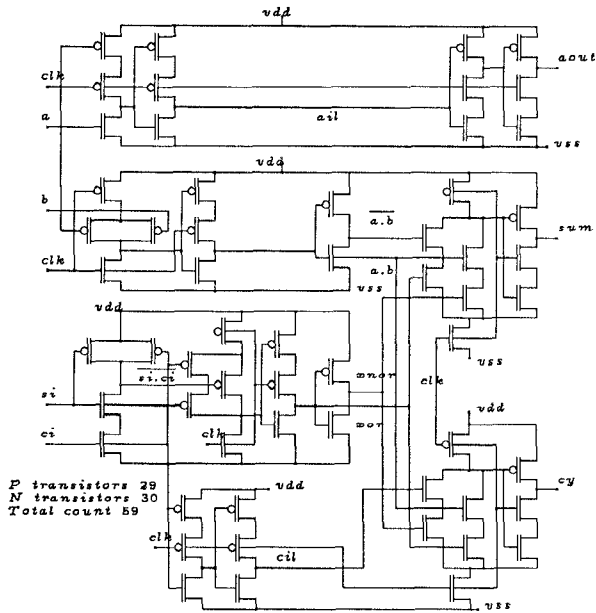 vdd
clk
aout
a
ail
vss
vdd
b
a.b
sum
clk
a.b
vss
vdd
vss
si.ci
xnor
clk
si
vdd
xor
ci
clk
P transistors 29
N transistors 30
Total count 59
cy
vdd
clk
cil
vss